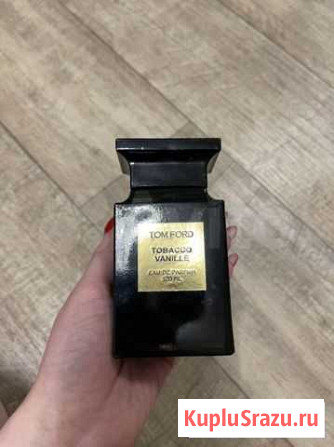 TOM FORD
TOBACCO
VANILLE
EAU DE PARFUM
100 ML
KupluSrazu.ru